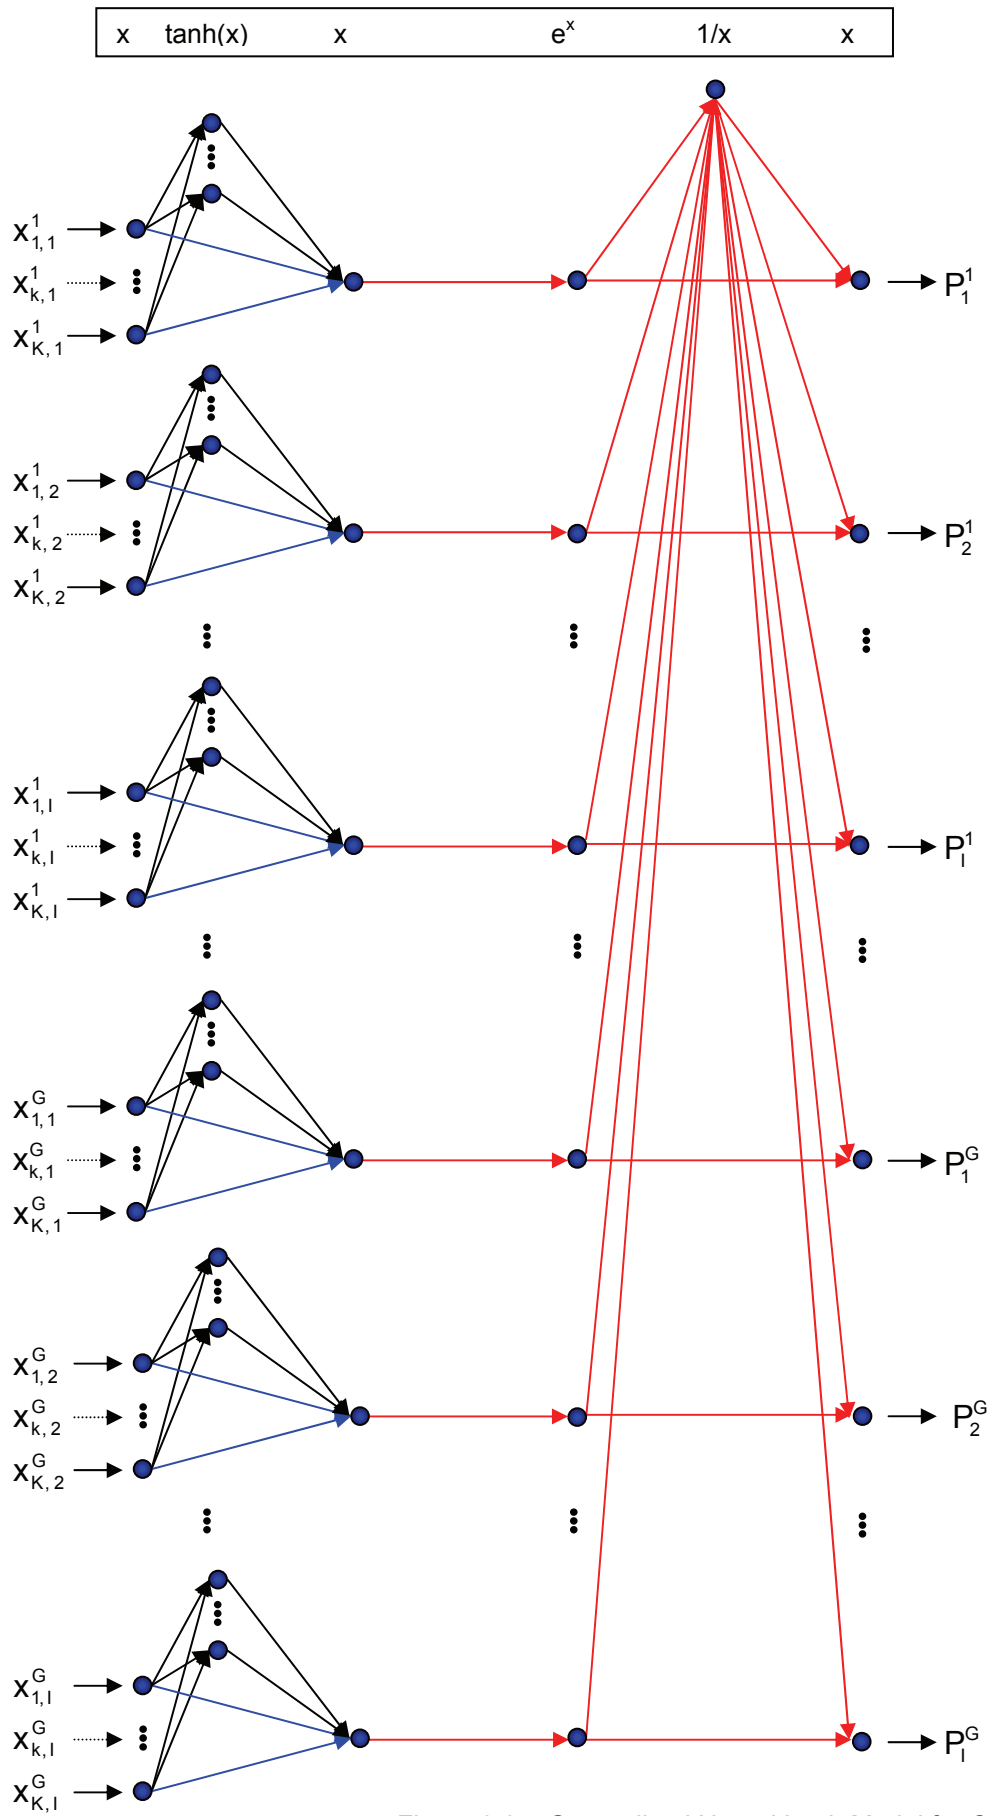 x tanh(x) x e^x 1/x x
x^1_{1,1}
x^1_{k,1} P^1_1
x^1_{K,1}
x^1_{1,2}
x^1_{k,2} P^1_2
x^1_{K,2}
x^1_{1,I}
x^1_{k,I} P^1_I
x^1_{K,I}
x^G_{1,1}
x^G_{k,1} P^G_1
x^G_{K,1}
x^G_{1,2}
x^G_{k,2} P^G_2
x^G_{K,2}
x^G_{1,I}
x^G_{k,I} P^G_I
x^G_{K,I}